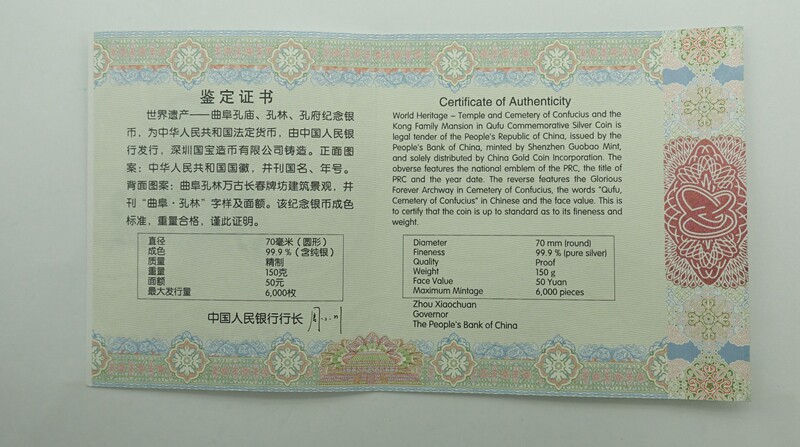 鉴定证书
世界遗产——曲阜孔庙、孔林、孔府纪念银
币，为中华人民共和国法定货币，由中国人民银
行发行，深圳国宝造币有限公司铸造。正面图
案：中华人民共和国国徽，并刊国名、年号。
背面图案：曲阜孔林万古长春牌坊建筑景观，并
刊“曲阜·孔林”字样及面额。该纪念银币成色
标准，重量合格，谨此证明。
直径 70毫米（圆形）
成色 99.9％（含纯银）
质量 精制
重量 150克
面额 50元
最大发行量 6,000枚
中国人民银行行长
Certificate of Authenticity
World Heritage – Temple and Cemetery of Confucius and the
Kong Family Mansion in Qufu Commemorative Silver Coin is
legal tender of the People's Republic of China, issued by the
People's Bank of China, minted by Shenzhen Guobao Mint,
and solely distributed by China Gold Coin Incorporation. The
obverse features the national emblem of the PRC, the title of
PRC and the year date. The reverse features the Glorious
Forever Archway in Cemetery of Confucius, the words "Qufu,
Cemetery of Confucius" in Chinese and the face value. This is
to certify that the coin is up to standard as to its fineness and
weight.
Diameter 70 mm (round)
Fineness 99.9 % (pure silver)
Quality Proof
Weight 150 g
Face Value 50 Yuan
Maximum Mintage 6,000 pieces
Zhou Xiaochuan
Governor
The People's Bank of China